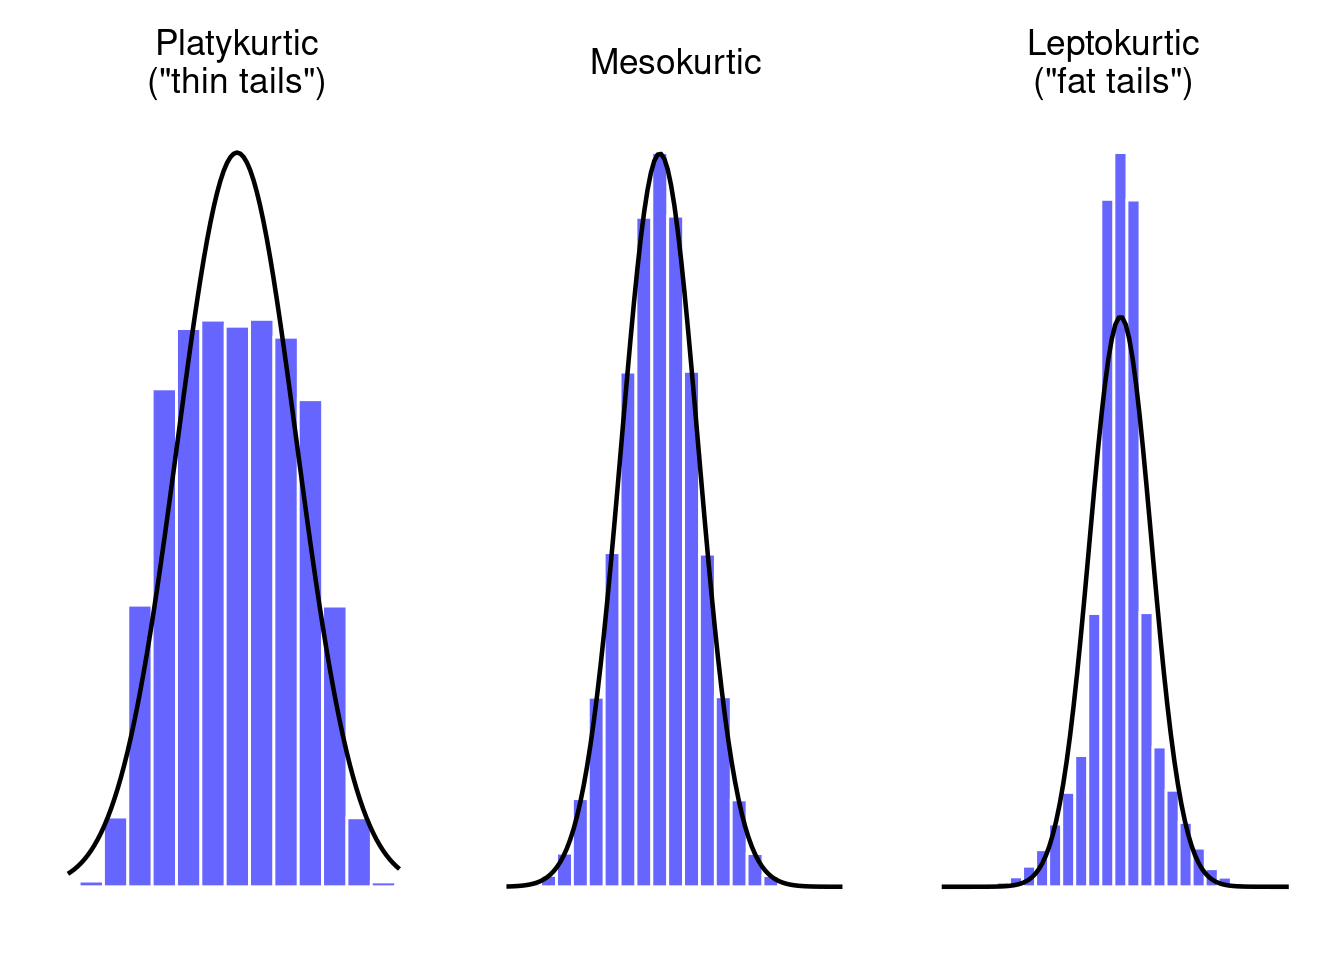 Platykurtic
("thin tails")
Mesokurtic
Leptokurtic
("fat tails")